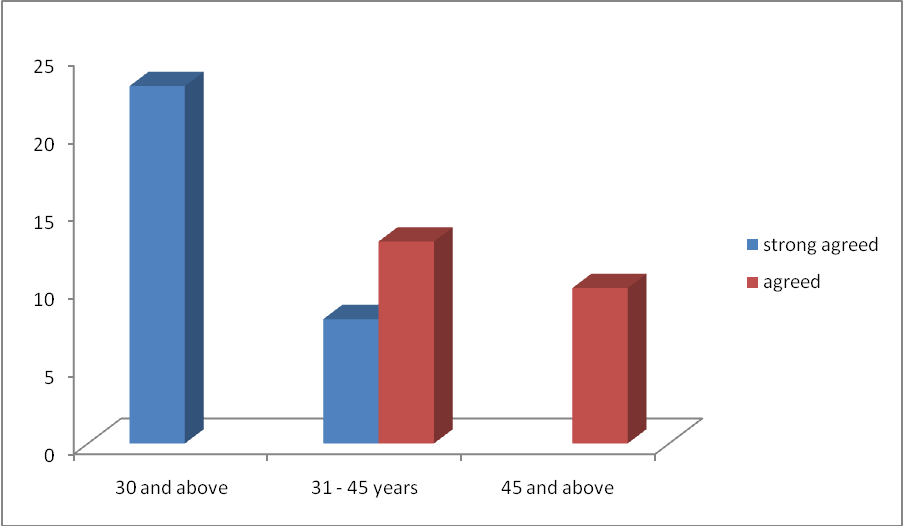 25
20
15
10
5
0
30 and above
31 - 45 years
45 and above
strong agreed
agreed